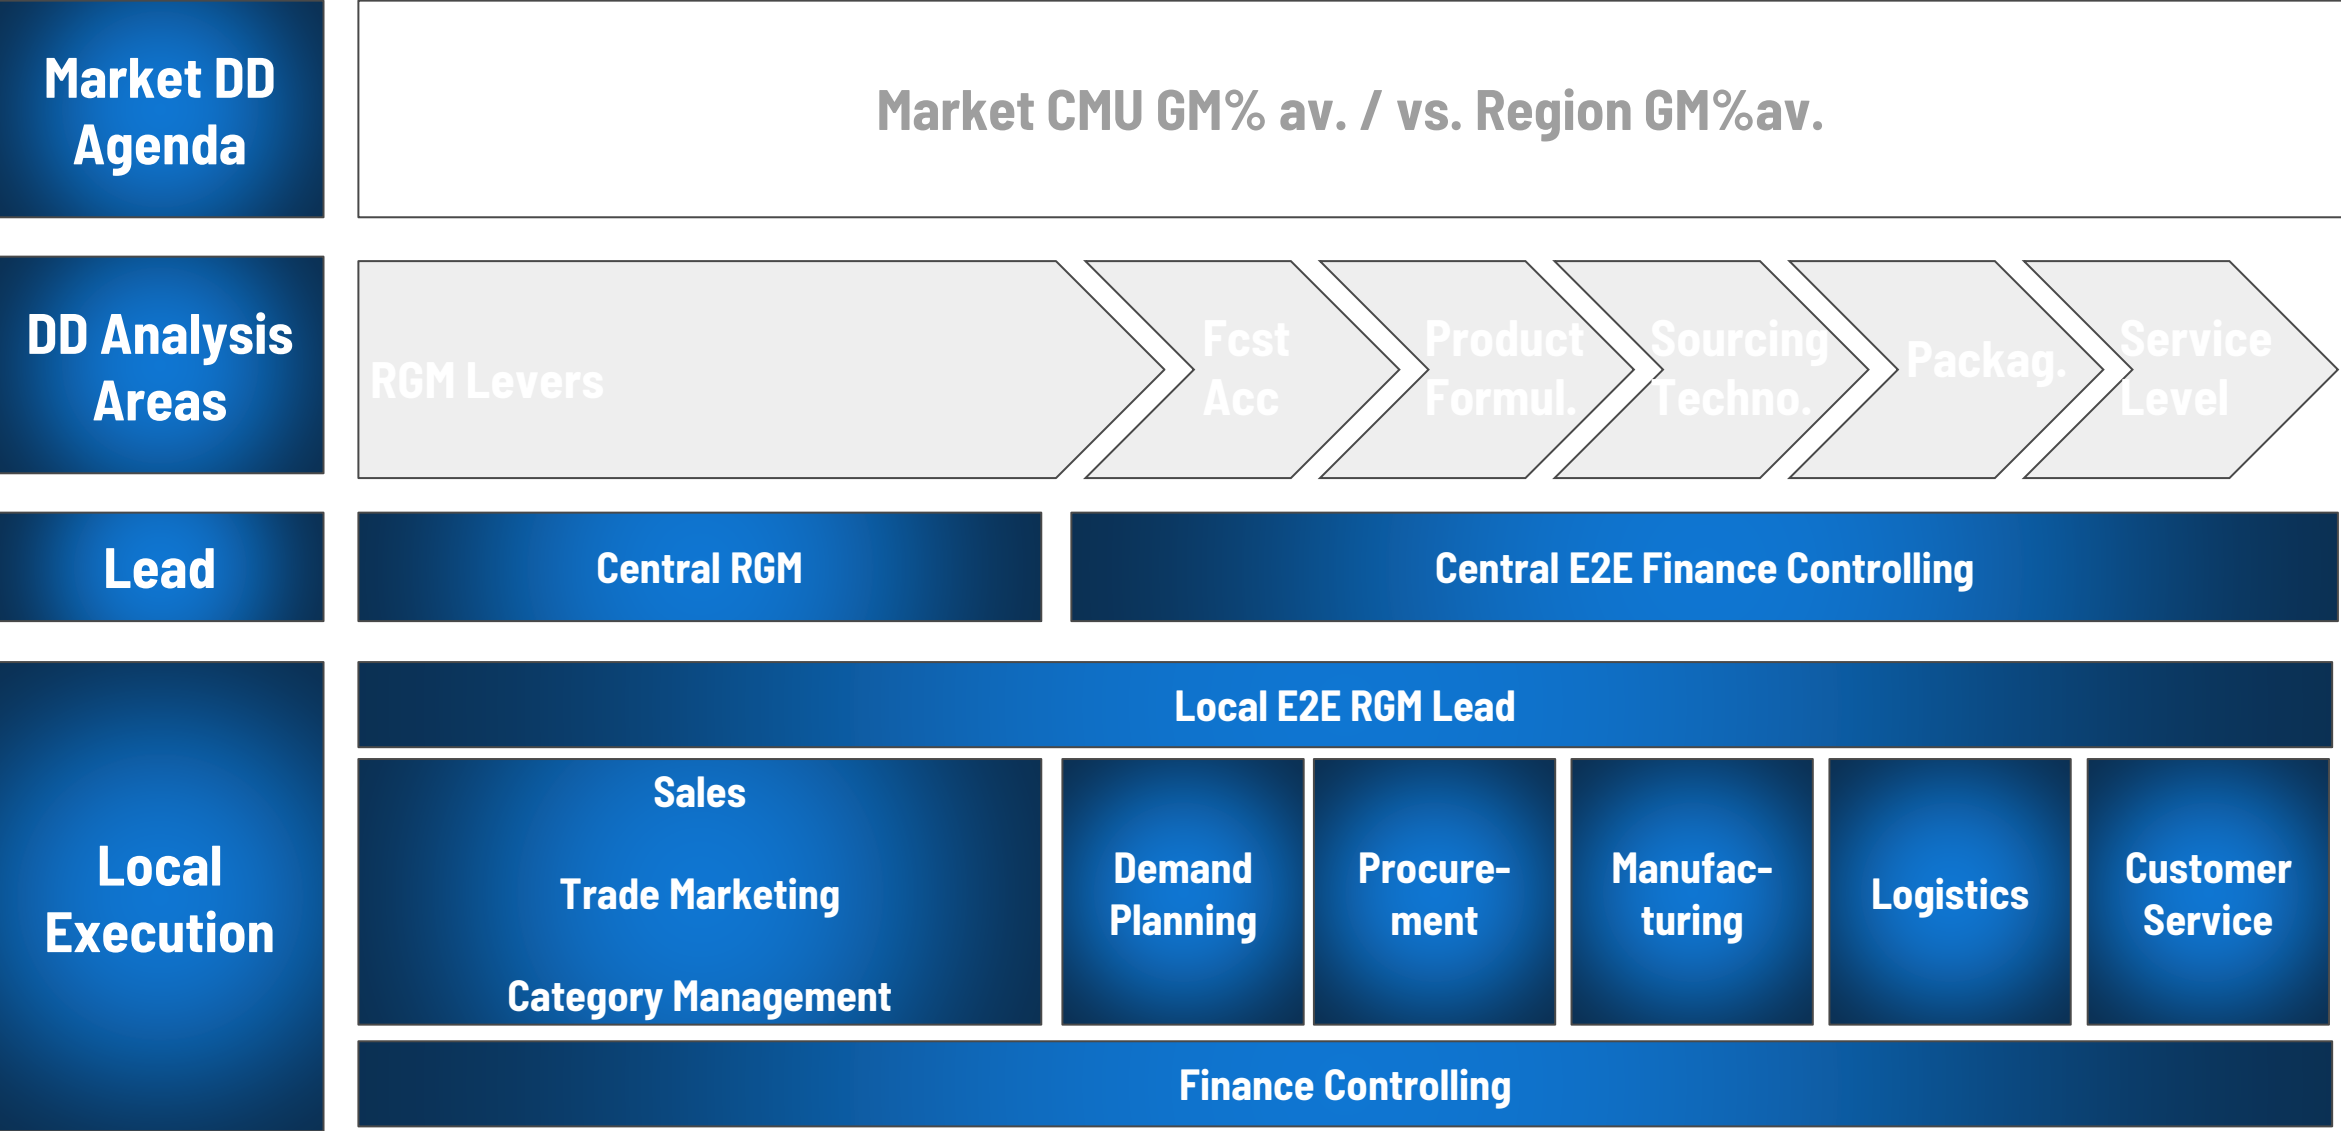 Market DD
Agenda
Market CMU GM% av. / vs. Region GM%av.
DD Analysis
Areas
RGM Levers
Fcst
Acc
Product
Formul.
Sourcing
Techno.
Packag.
Service
Level
Lead
Central RGM
Central E2E Finance Controlling
Local
Execution
Local E2E RGM Lead
Sales
Trade Marketing
Category Management
Demand
Planning
Procure-
ment
Manufac-
turing
Logistics
Customer
Service
Finance Controlling